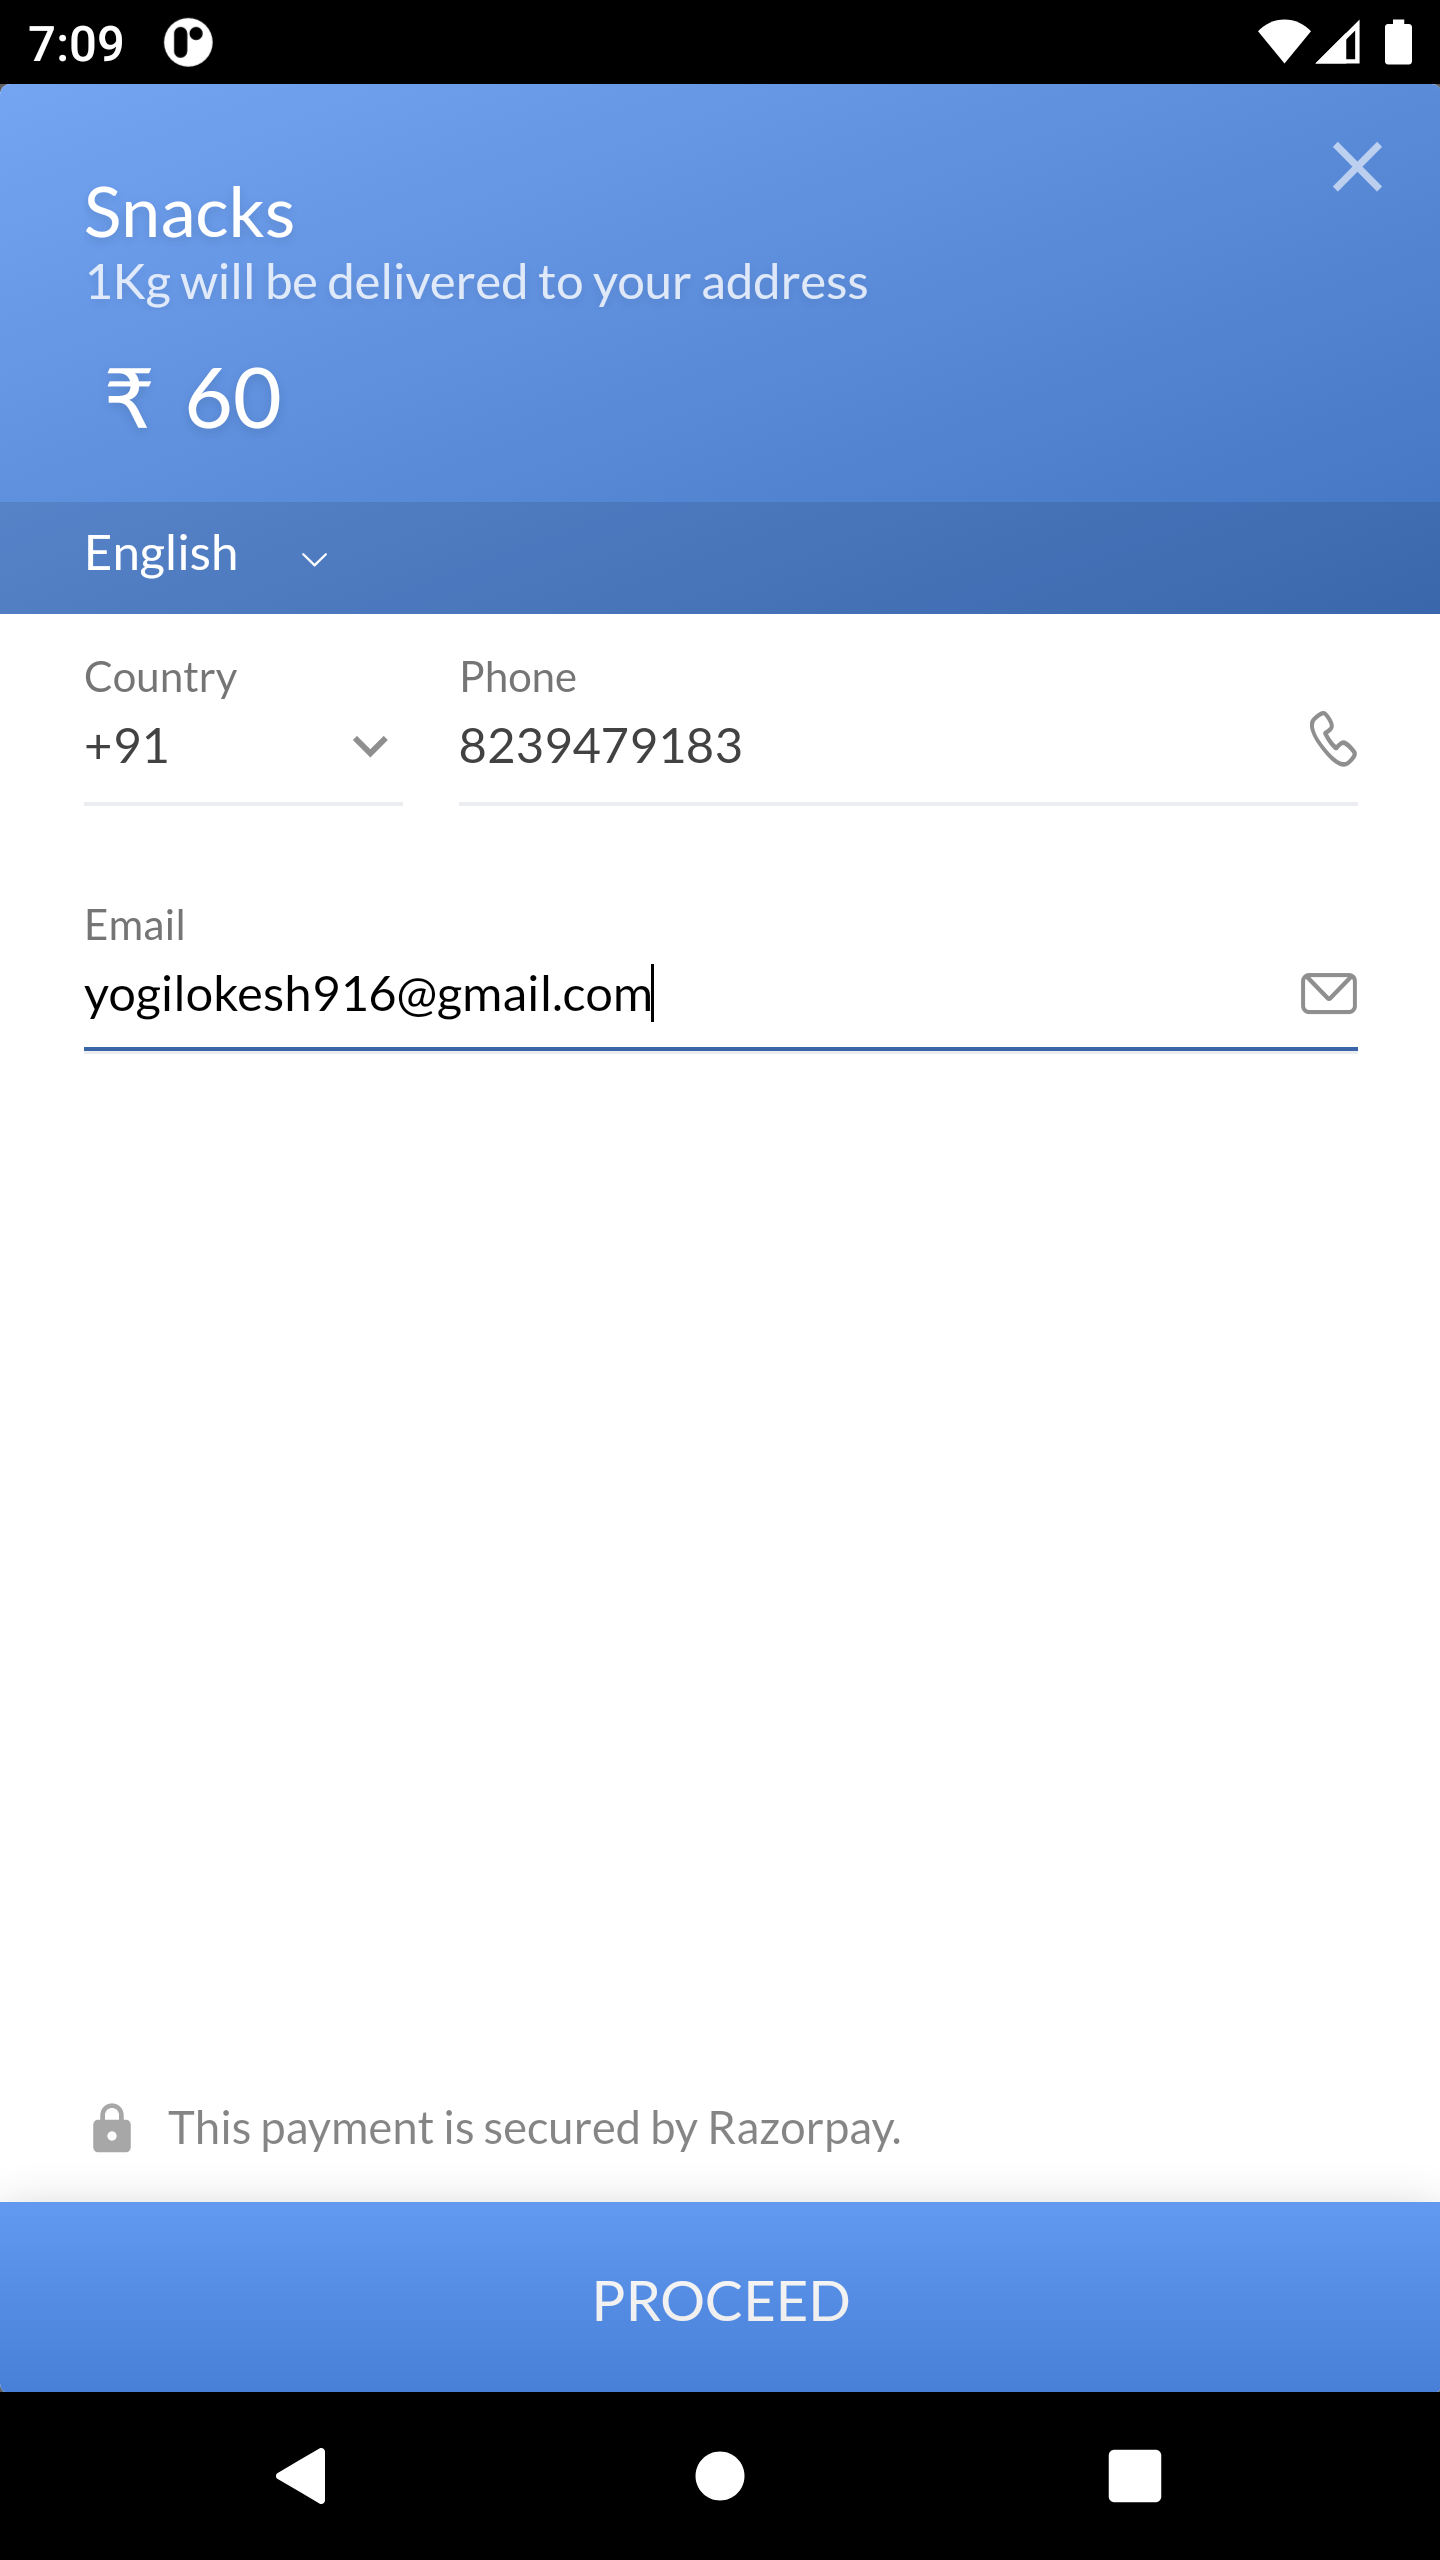 7:09
Snacks
1Kg will be delivered to your address
₹ 60
English
Country
Phone
+91
8239479183
Email
yogilokesh916@gmail.com
This payment is secured by Razorpay.
PROCEED